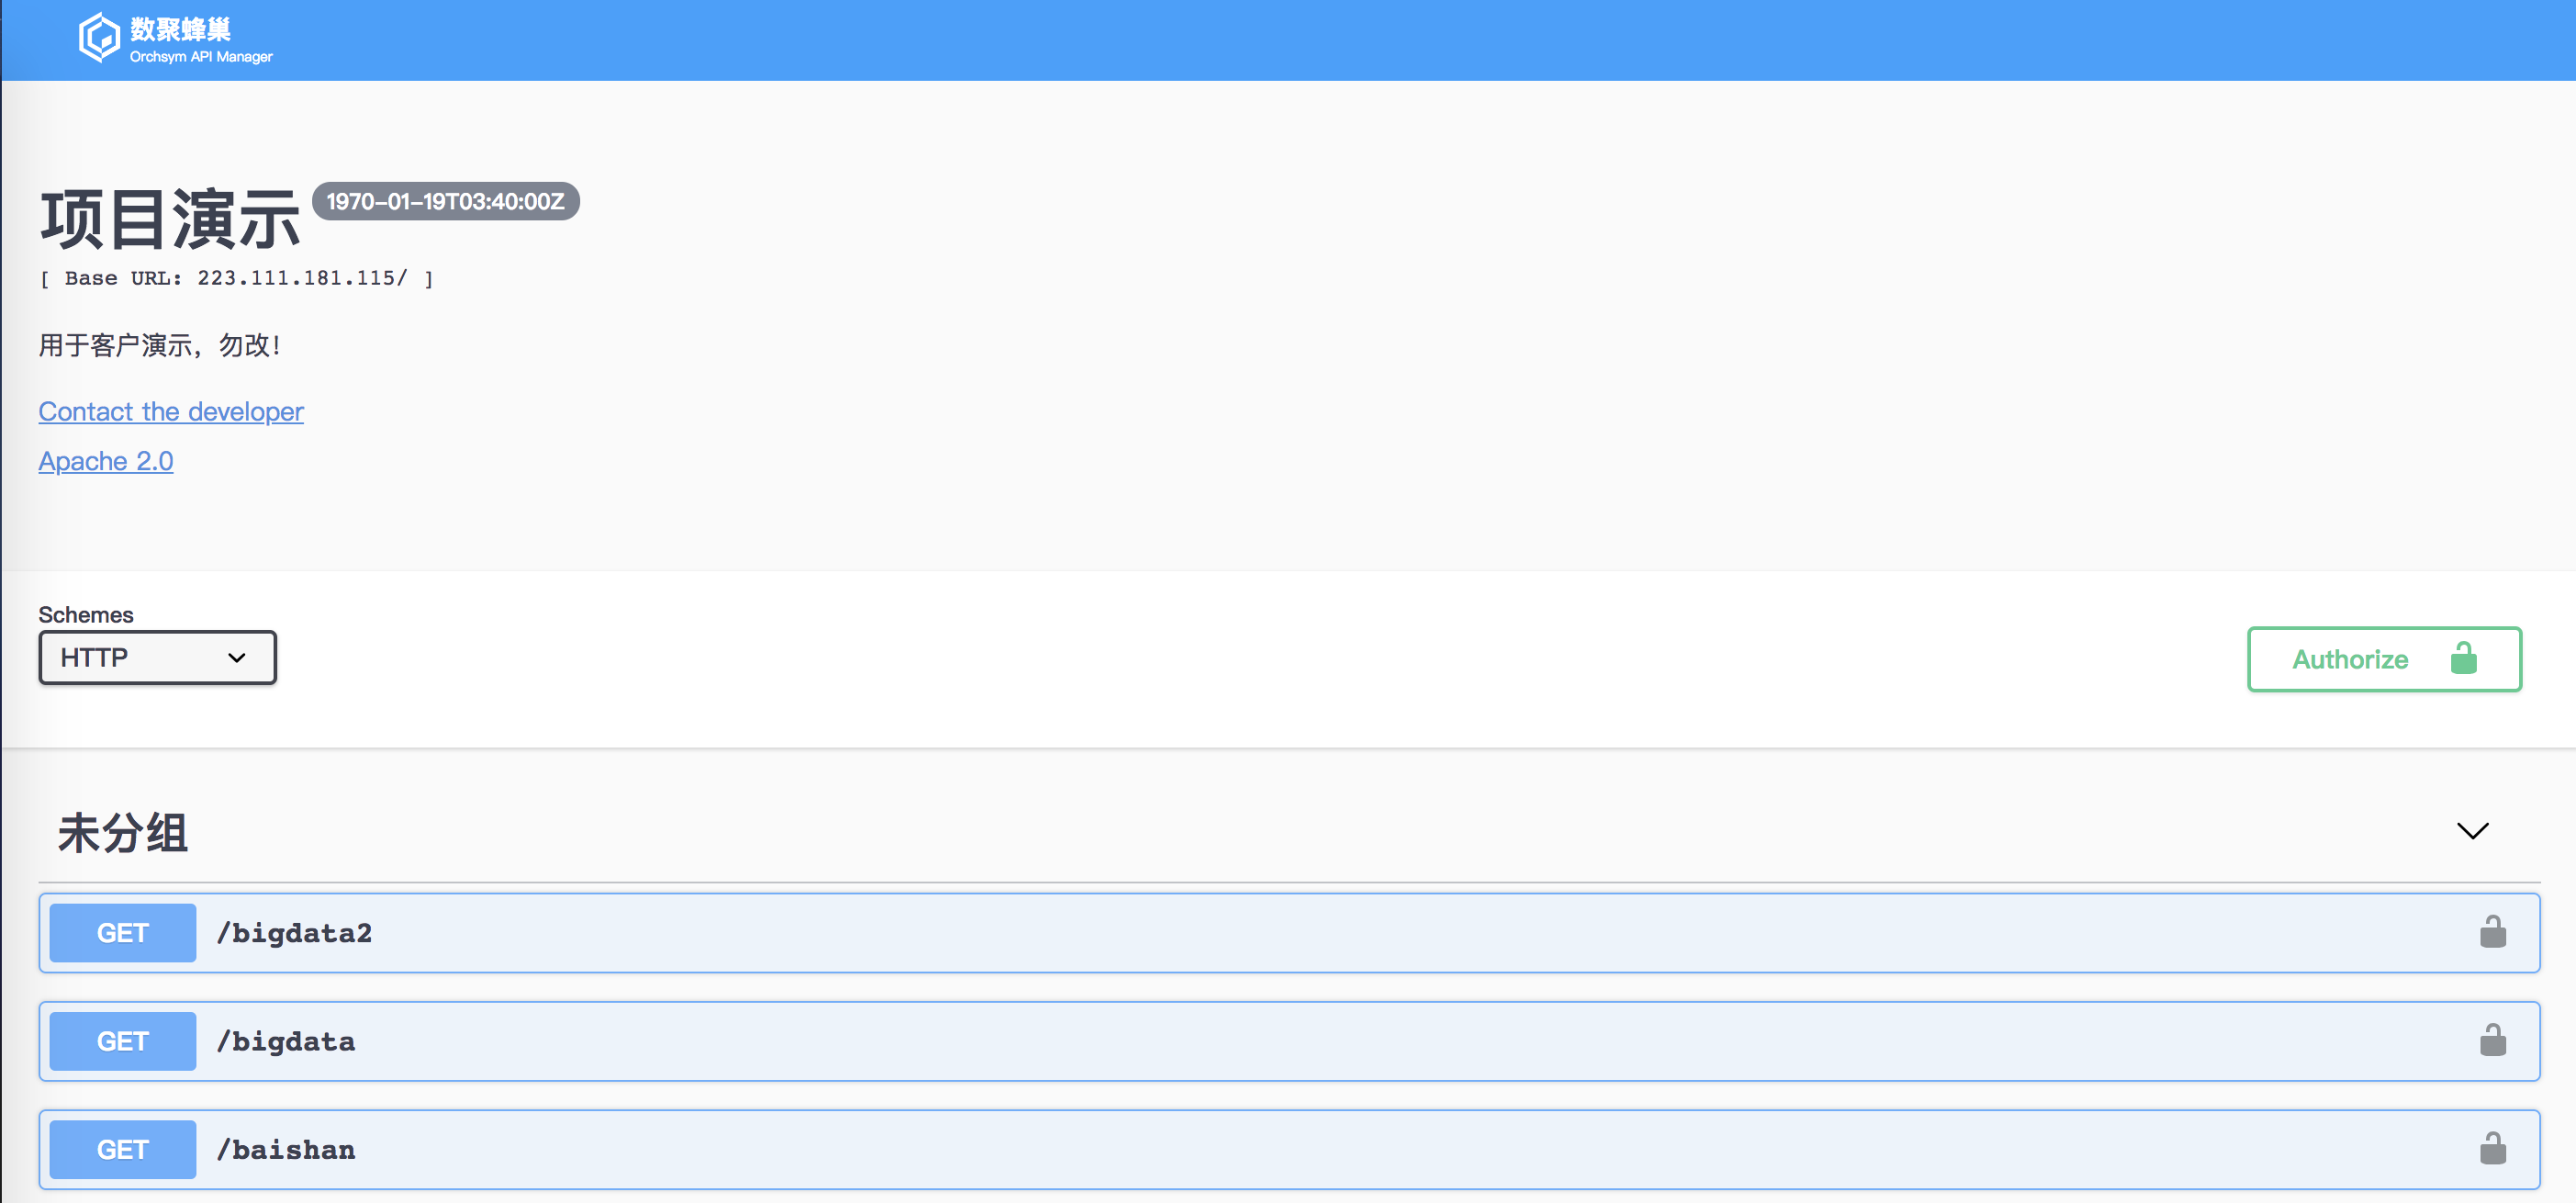 数聚蜂巢
Orchsym API Manager
项目演示 1970-01-19T03:40:00Z
[ Base URL: 223.111.181.115/ ]
用于客户演示，勿改！
Contact the developer
Apache 2.0
Schemes
HTTP
Authorize
未分组
GET /bigdata2
GET /bigdata
GET /baishan